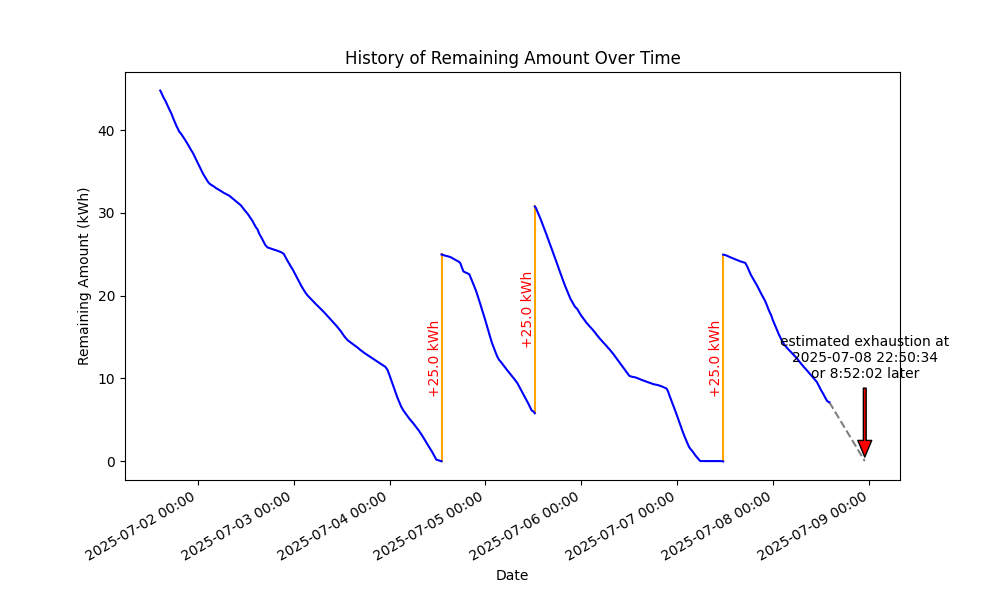 History of Remaining Amount Over Time
Remaining Amount (kWh)
40
30
20
10
0
+25.0 kWh
+25.0 kWh
+25.0 kWh
estimated exhaustion at
2025-07-08 22:50:34
or 8:52:02 later
2025-07-02 00:00
2025-07-03 00:00
2025-07-04 00:00
2025-07-05 00:00
2025-07-06 00:00
2025-07-07 00:00
2025-07-08 00:00
2025-07-09 00:00
Date